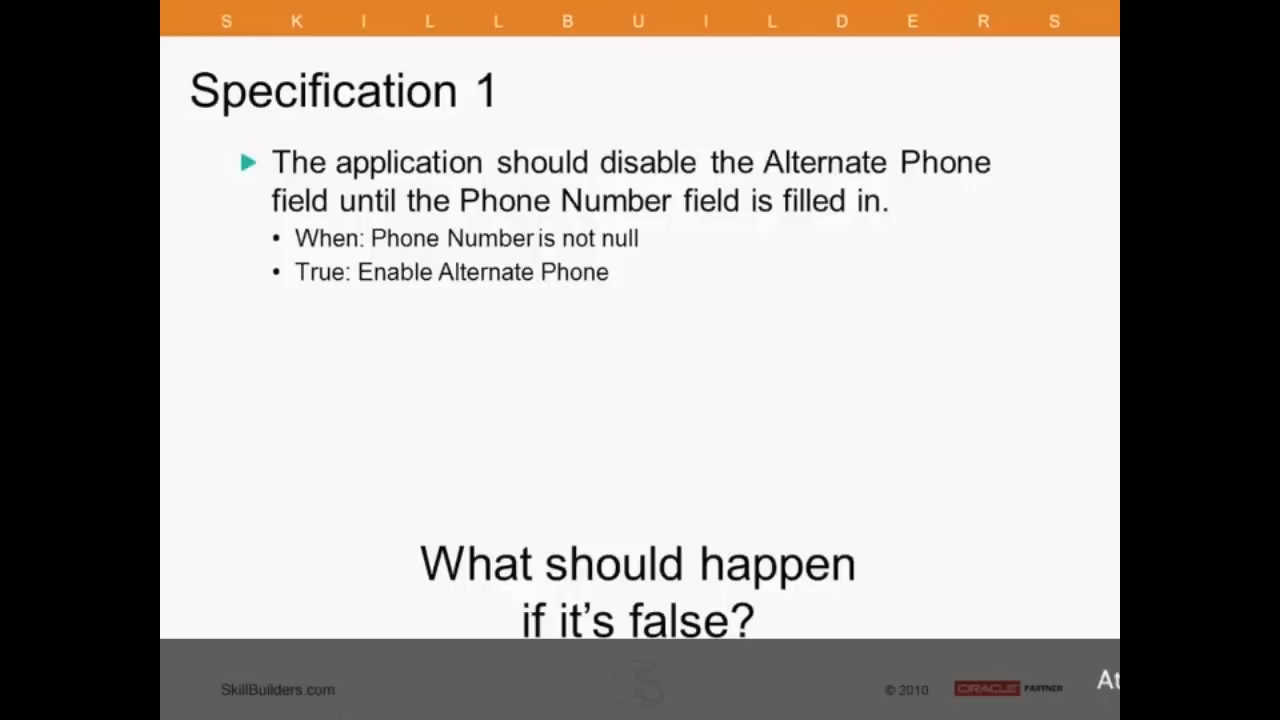 SKILLBUILDERS
Specification 1
The application should disable the Alternate Phone
field until the Phone Number field is filled in.
• When: Phone Number is not null
• True: Enable Alternate Phone
What should happen
if it's false?
SkillBuilders.com
© 2010
ORACLE PARTNER
At